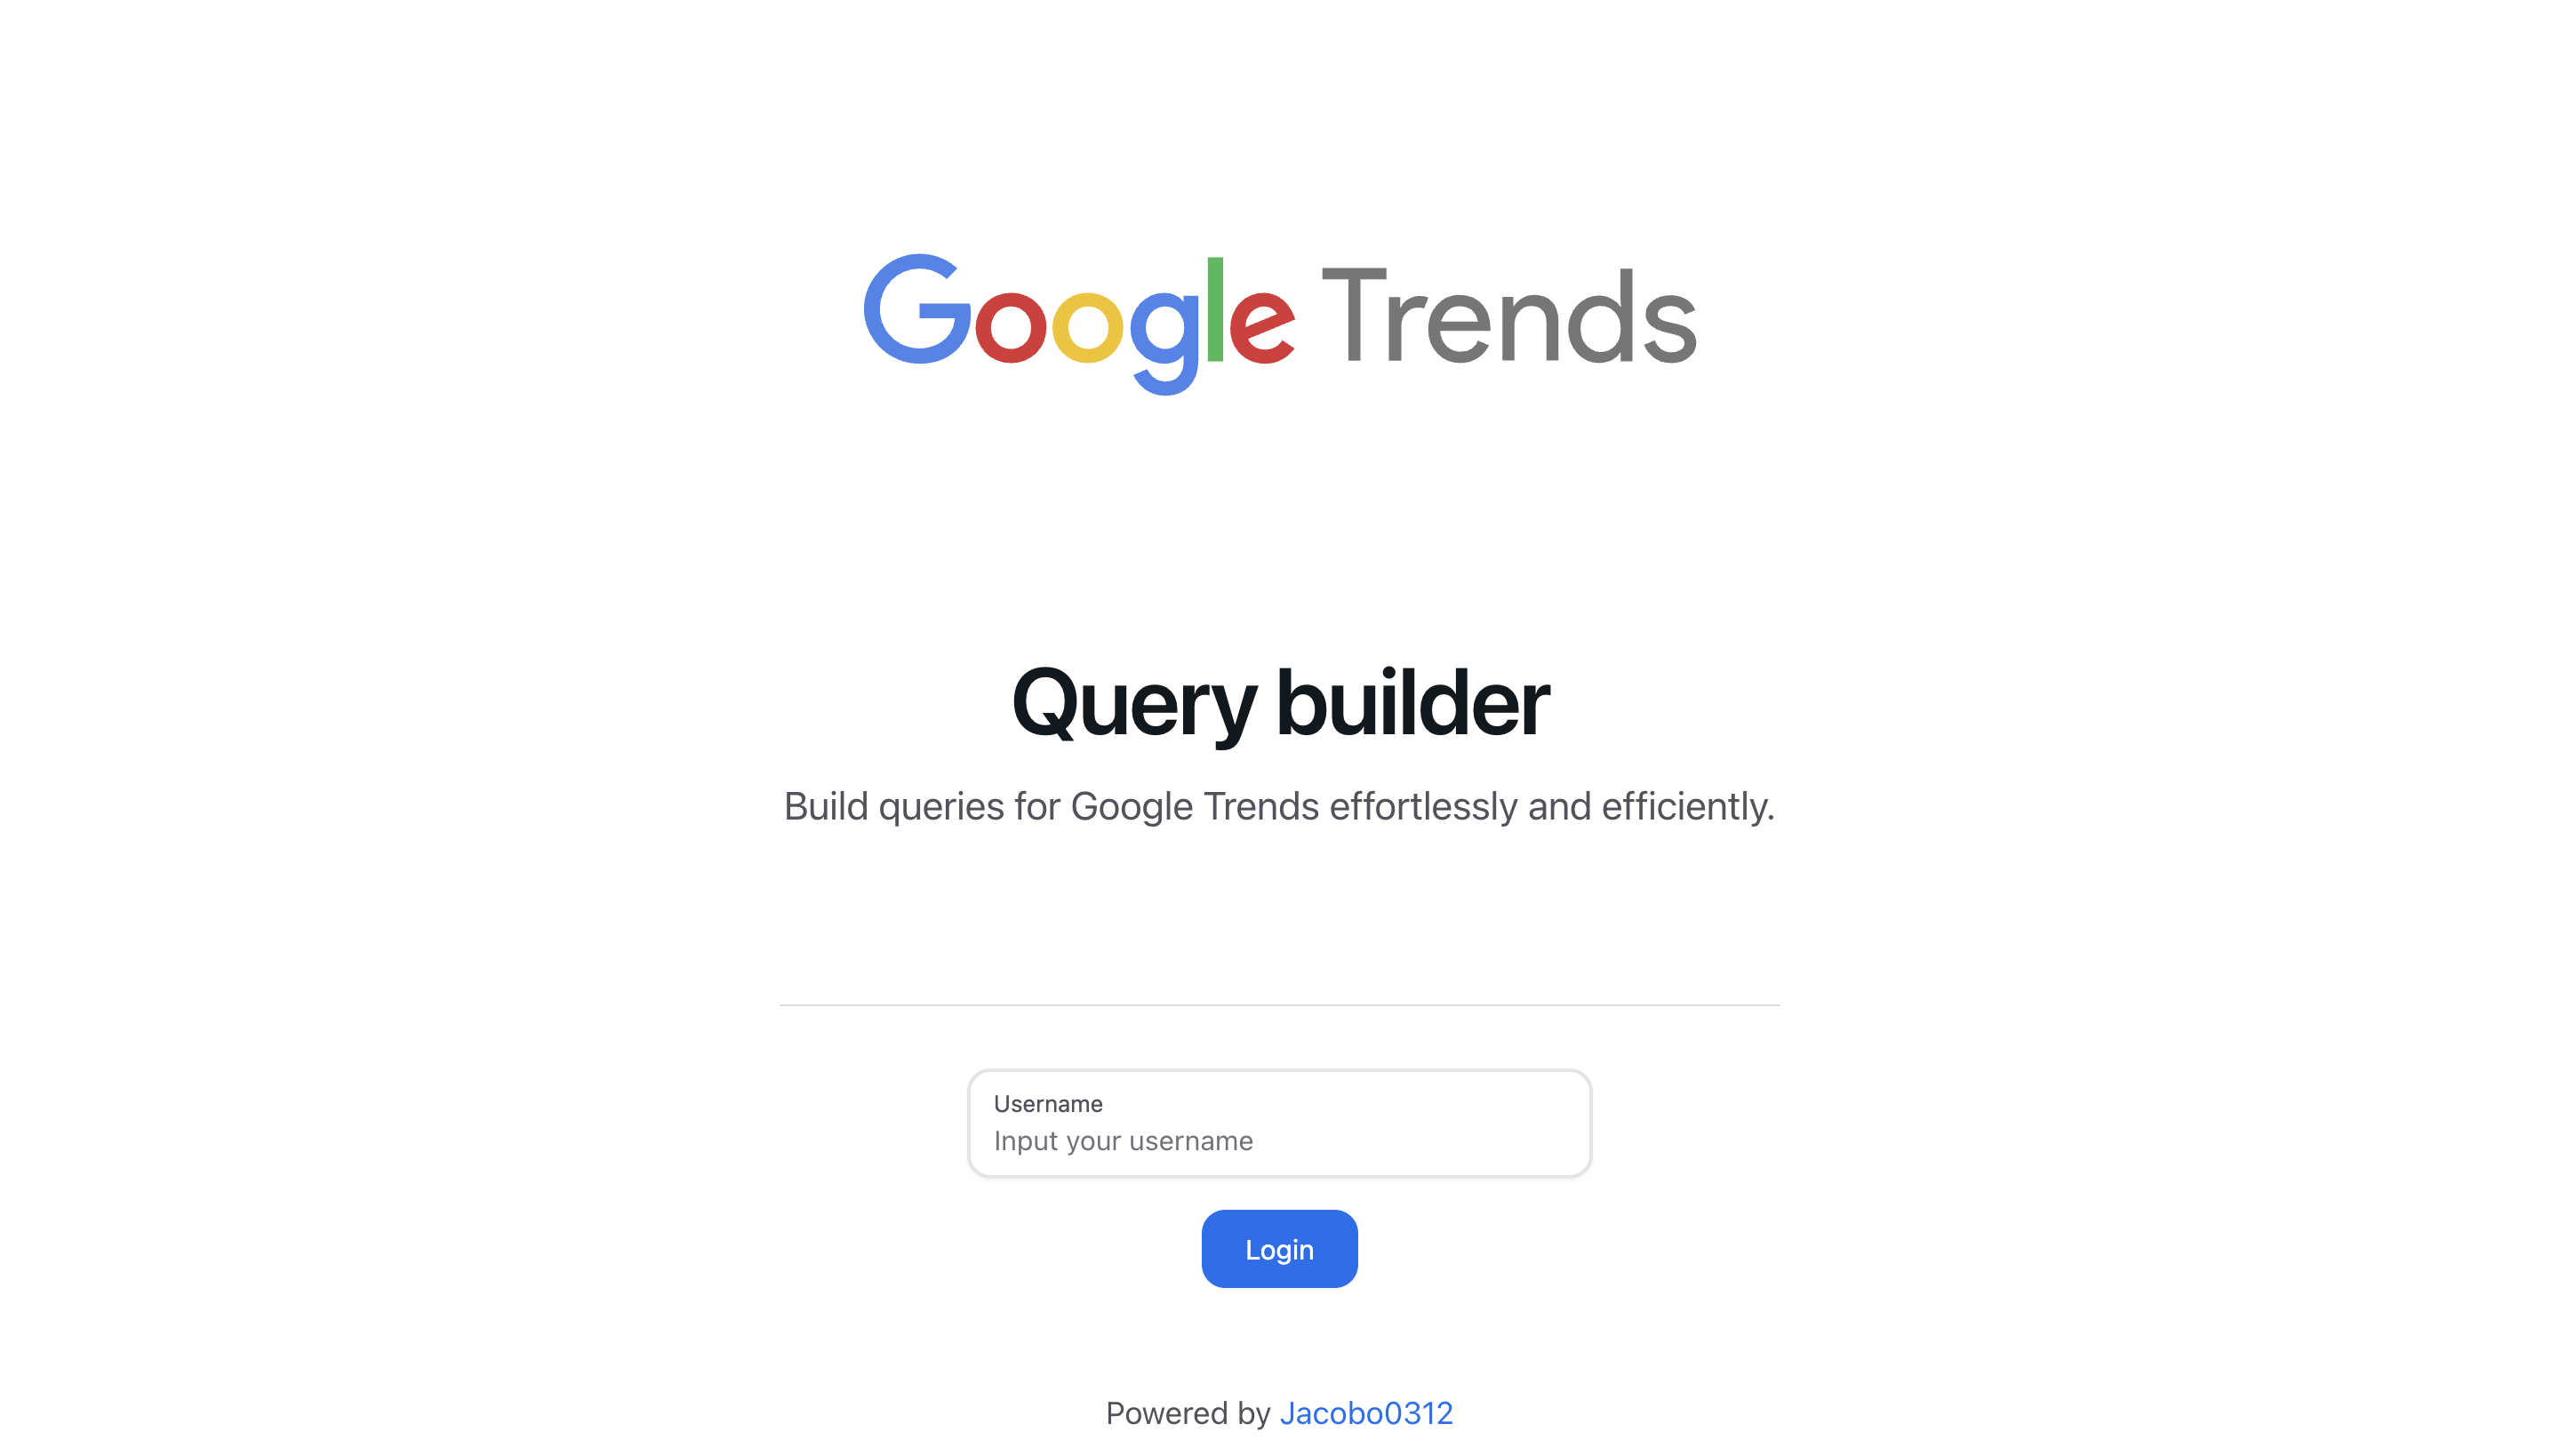 Google Trends
Query builder
Build queries for Google Trends effortlessly and efficiently.
Username
Input your username
Login
Powered by Jacobo0312